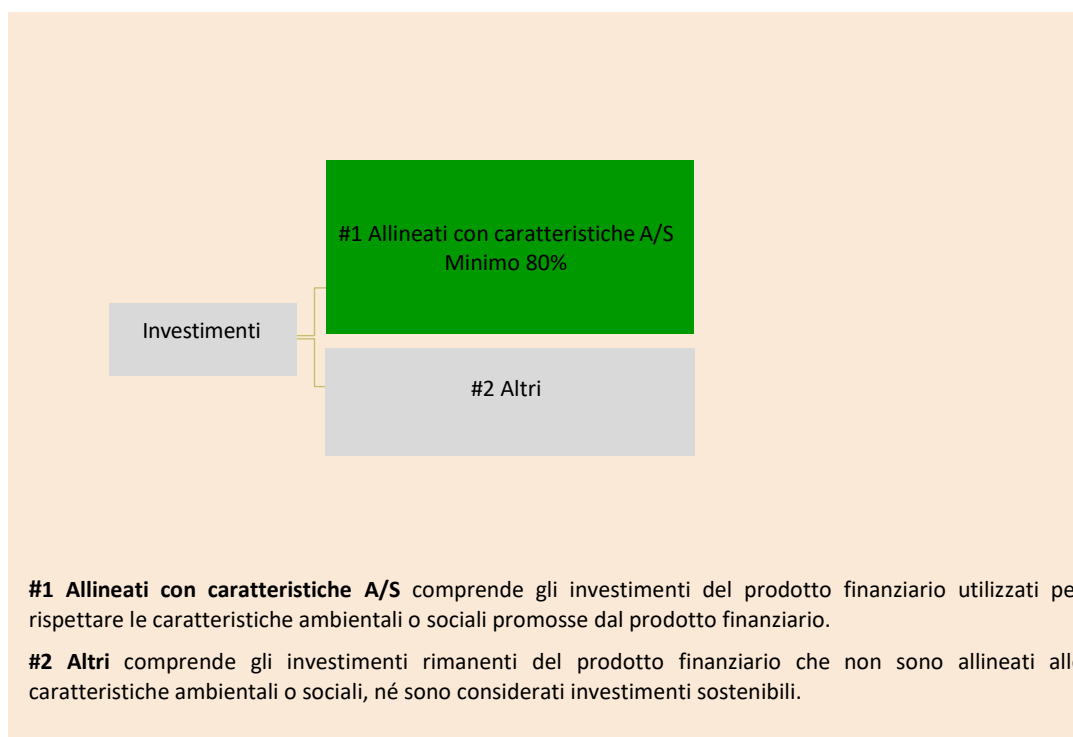 #1 Allineati con caratteristiche A/S
Minimo 80%
Investimenti
#2 Altri
#1 Allineati con caratteristiche A/S comprende gli investimenti del prodotto finanziario utilizzati pe
rispettare le caratteristiche ambientali o sociali promosse dal prodotto finanziario.
#2 Altri comprende gli investimenti rimanenti del prodotto finanziario che non sono allineati all
caratteristiche ambientali o sociali, né sono considerati investimenti sostenibili.